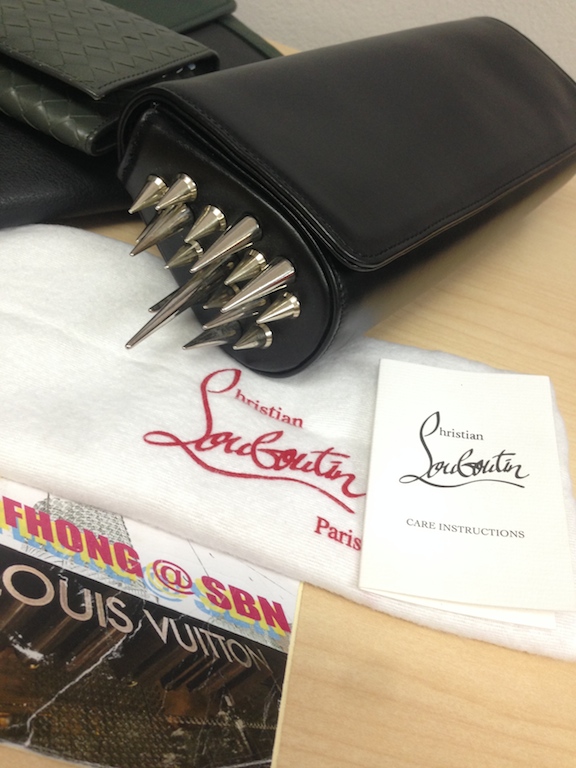 Christian
Louboutin
Paris
Christian
Louboutin
CARE INSTRUCTIONS
FHONG @ SBN
LOUIS VUITTON